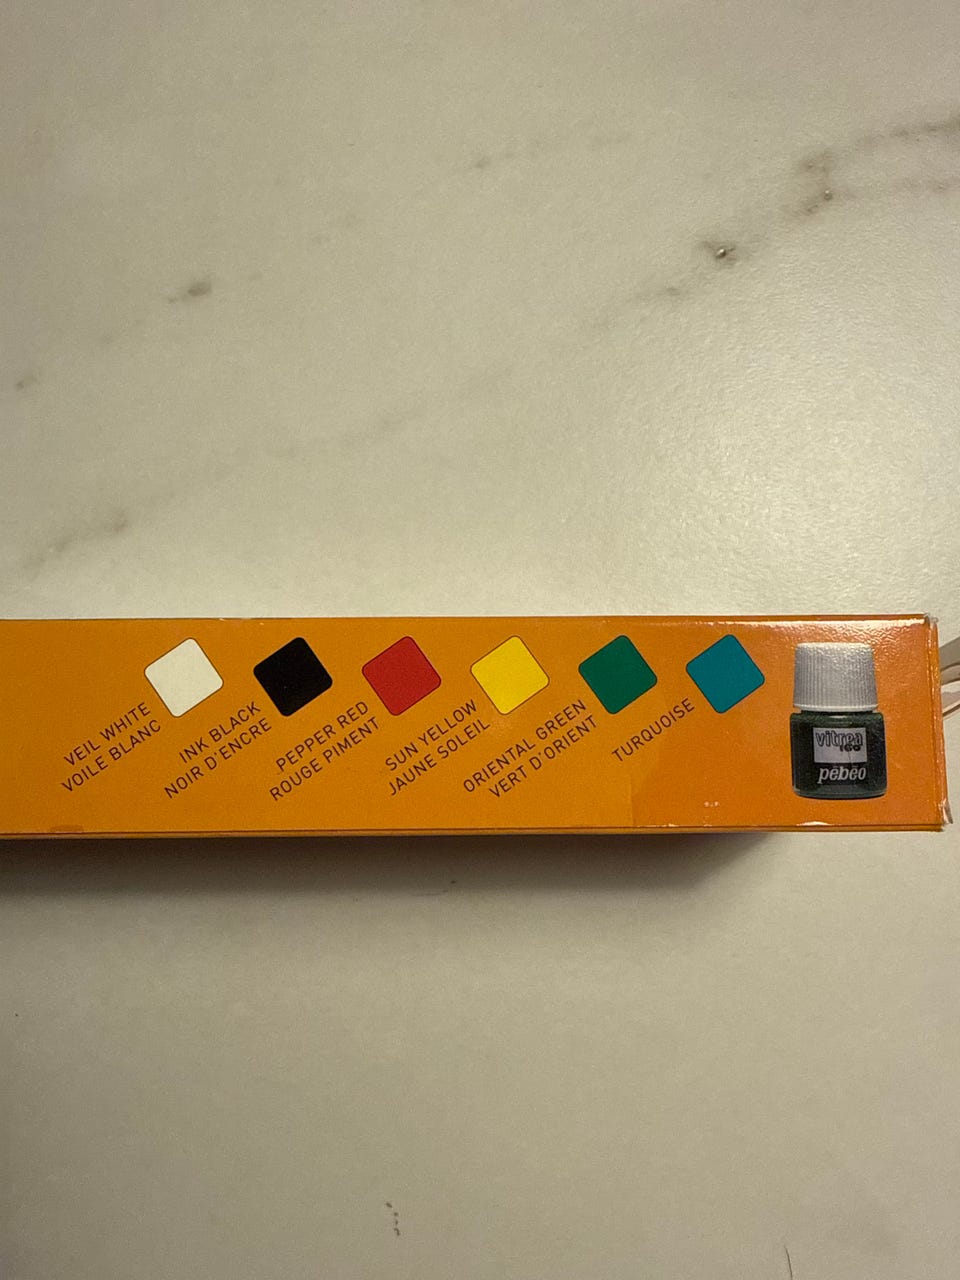 VEIL WHITE
VOILE BLANC
INK BLACK
NOIR D'ENCRE
PEPPER RED
ROUGE PIMENT
SUN YELLOW
JAUNE SOLEIL
ORIENTAL GREEN
VERT D'ORIENT
TURQUOISE
vitrea
160
pébéo